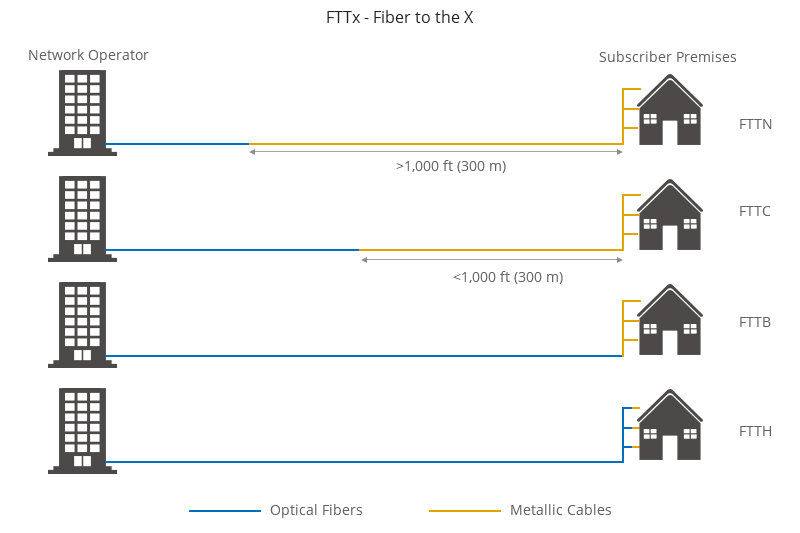 FTTx - Fiber to the X
Network Operator
Subscriber Premises
FTTN
>1,000 ft (300 m)
FTTC
<1,000 ft (300 m)
FTTB
FTTH
Optical Fibers
Metallic Cables